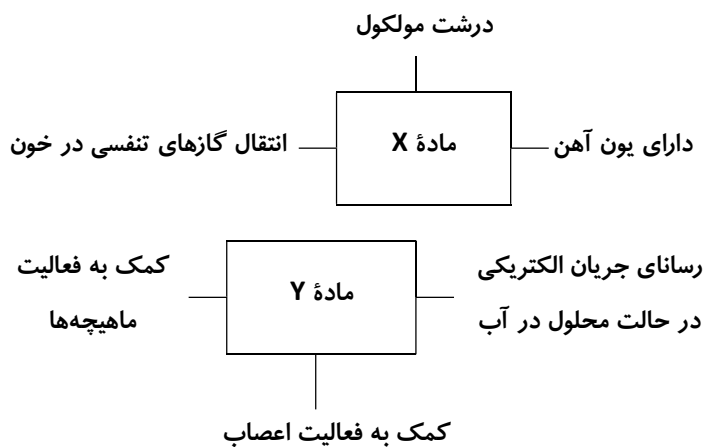 درشت مولکول
دارای یون آهن
مادهٔ X
انتقال گازهای تنفسی در خون
رسانای جریان الکتریکی
در حالت محلول در آب
مادهٔ Y
کمک به فعالیت
ماهیچه‌ها
کمک به فعالیت اعصاب